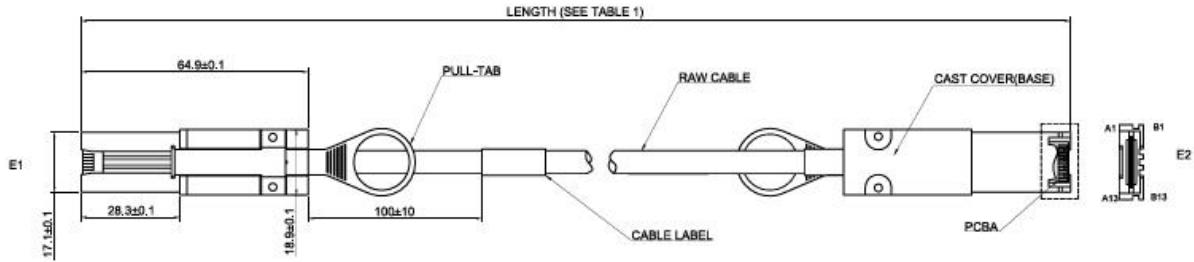 LENGTH (SEE TABLE 1)
64.9±0.1
PULL-TAB
RAW CABLE
CAST COVER(BASE)
A1
B1
E1
E2
A13
B13
28.3±0.1
100±10
17.1±0.1
18.9±0.1
CABLE LABEL
PCBA